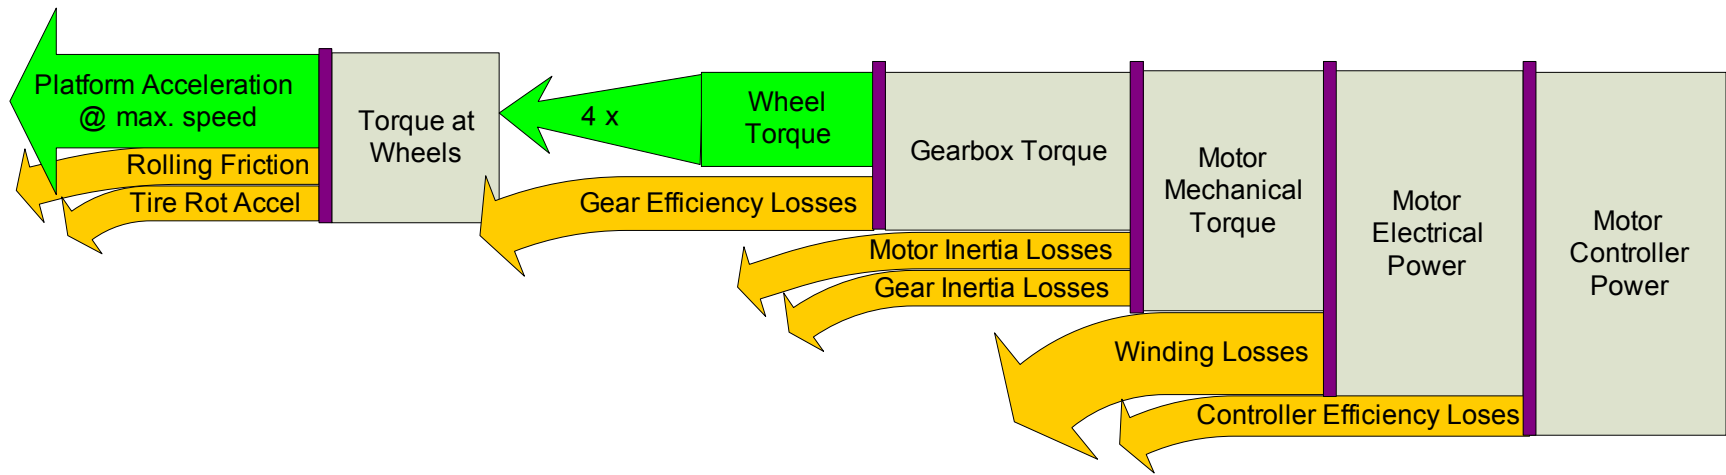 Platform Acceleration
@ max. speed
Rolling Friction
Tire Rot Accel
Torque at
Wheels
4 x
Wheel
Torque
Gear Efficiency Losses
Gearbox Torque
Motor Inertia Losses
Gear Inertia Losses
Motor
Mechanical
Torque
Winding Losses
Motor
Electrical
Power
Controller Efficiency Loses
Motor
Controller
Power